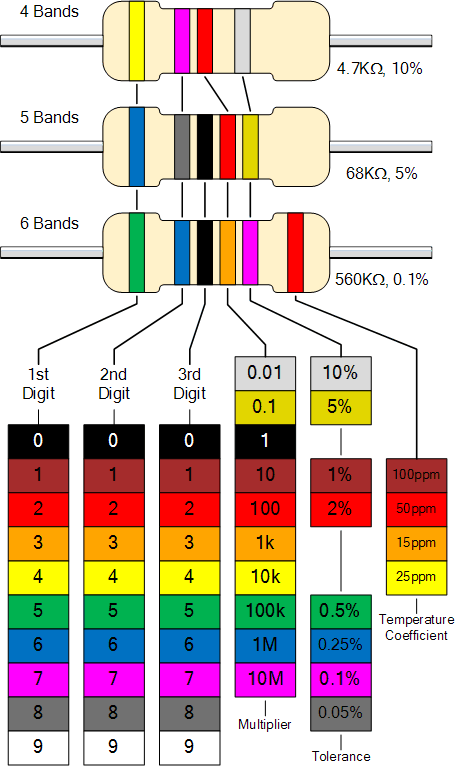 4 Bands
4.7KΩ, 10%
5 Bands
68KΩ, 5%
6 Bands
560KΩ, 0.1%
1st
Digit
2nd
Digit
3rd
Digit
0.01 10%
0.1 5%
0 0 0 1
1 1 1 10 1% 100ppm
2 2 2 100 2% 50ppm
3 3 3 1k 15ppm
4 4 4 10k 25ppm
5 5 5 100k 0.5%
6 6 6 1M 0.25%
7 7 7 10M 0.1%
8 8 8 0.05%
9 9 9
Multiplier
Tolerance
Temperature
Coefficient